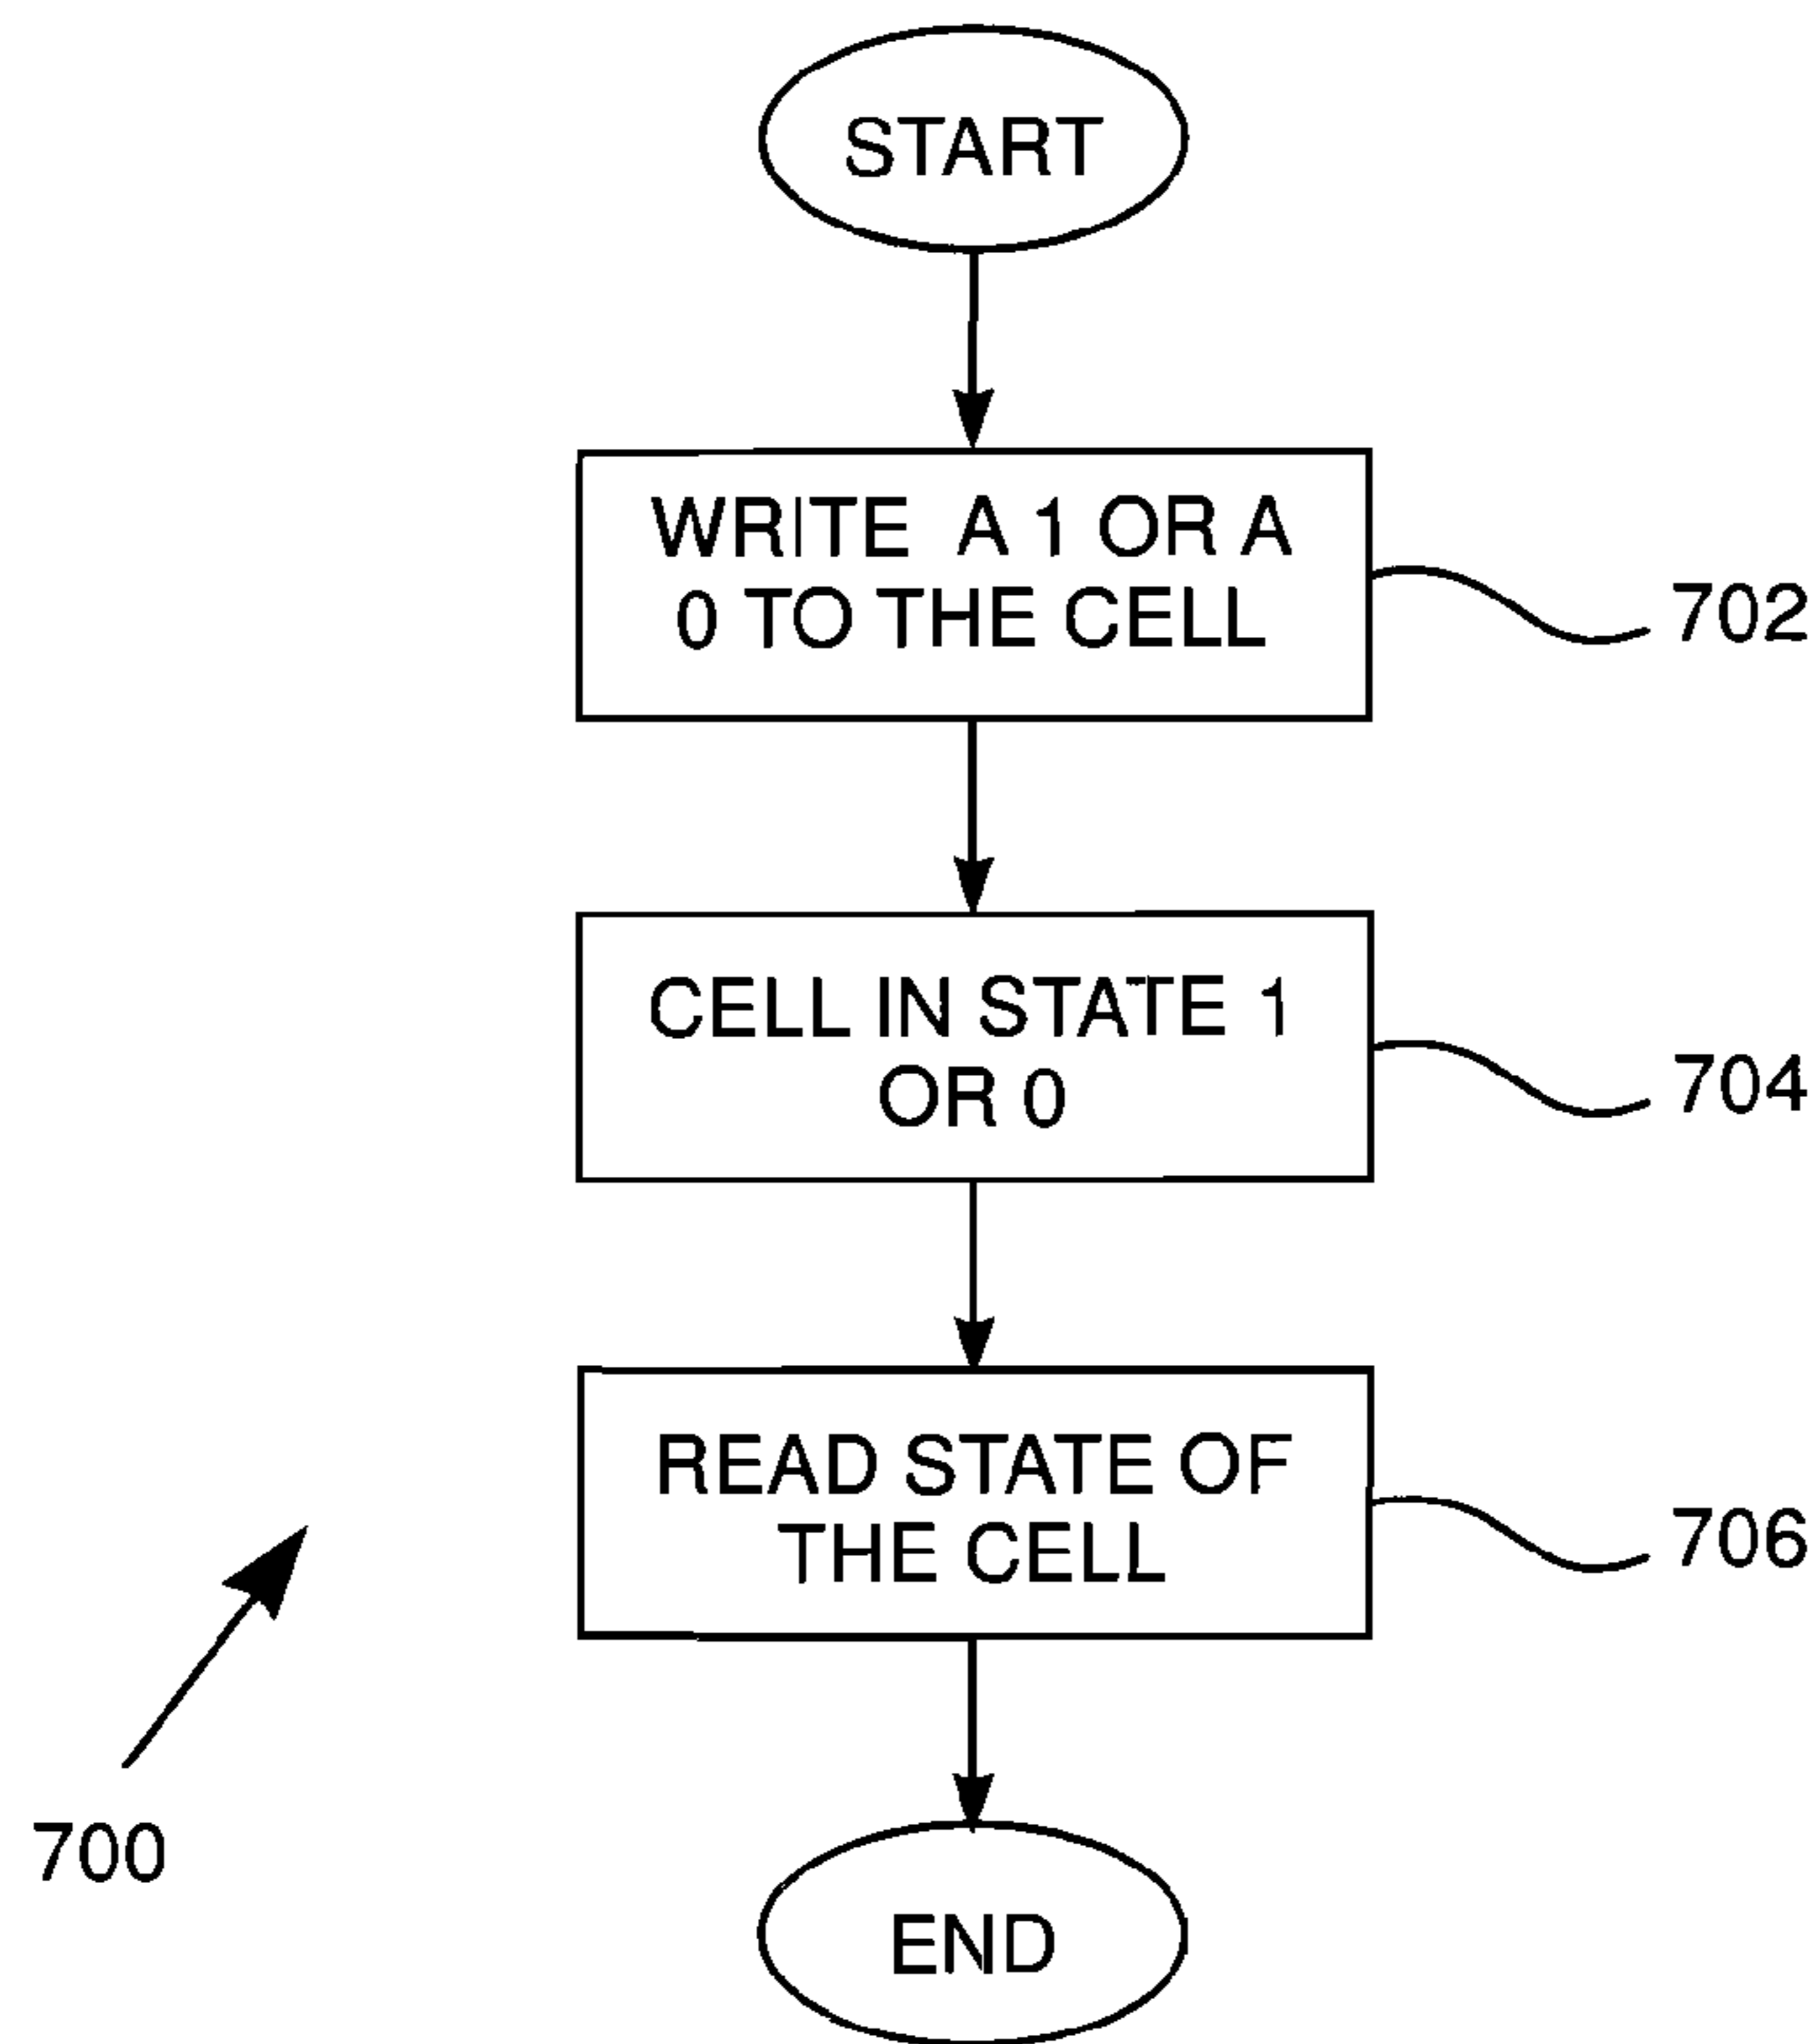 START
WRITE A 1 OR A
0 TO THE CELL
702
CELL IN STATE 1
OR 0
704
READ STATE OF
THE CELL
706
700
END